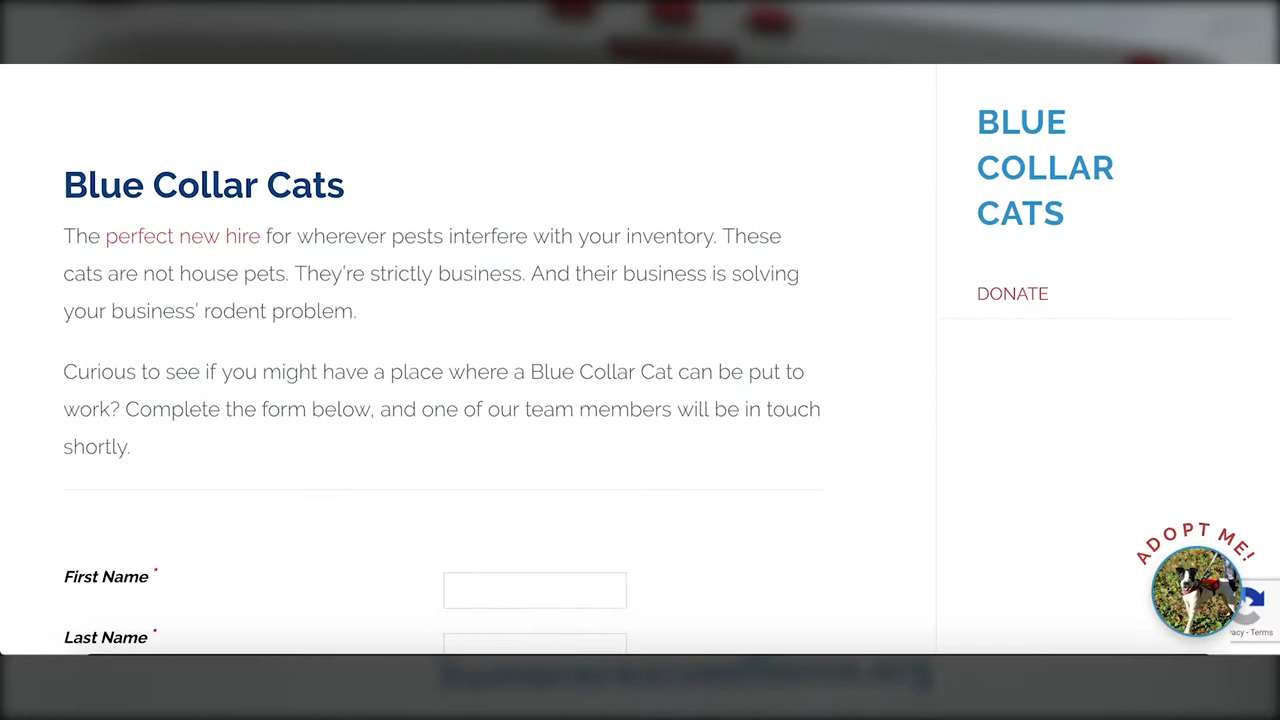 Blue Collar Cats
The perfect new hire for wherever pests interfere with your inventory. These
cats are not house pets. They're strictly business. And their business is solving
your business' rodent problem.
Curious to see if you might have a place where a Blue Collar Cat can be put to
work? Complete the form below, and one of our team members will be in touch
shortly.
First Name *
Last Name *
BLUE
COLLAR
CATS
DONATE
ADOPT ME!
acy - Terms